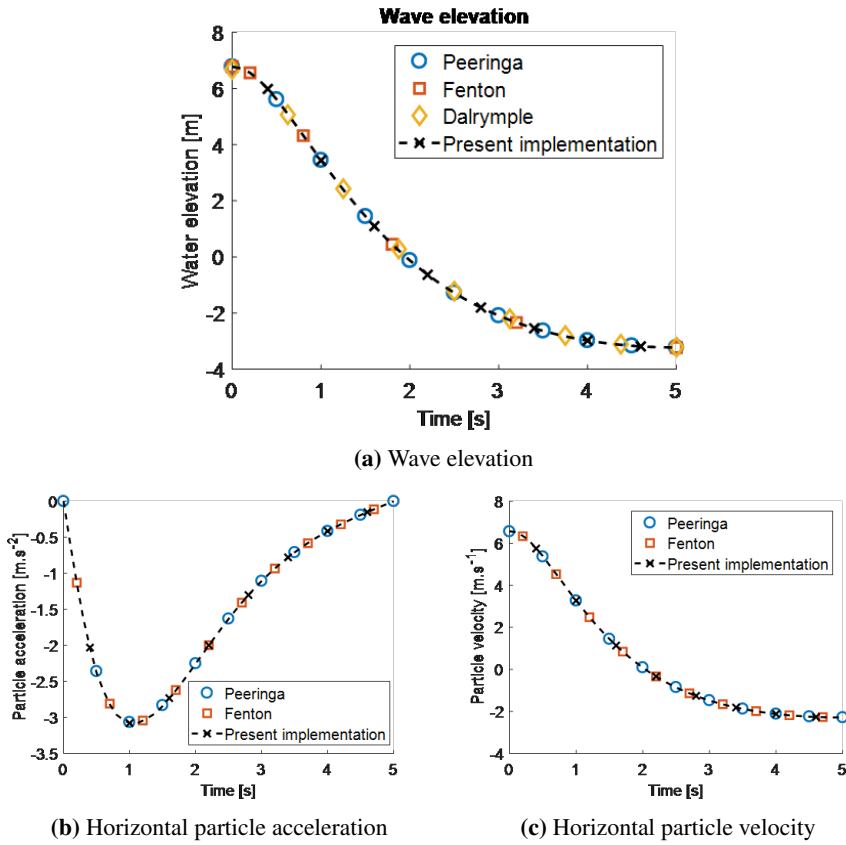 Wave elevation
8
6
4
2
0
-2
-4
Water elevation [m]
Peeringa
Fenton
Dalrymple
Present implementation
0 1 2 3 4 5
Time [s]
(a) Wave elevation
0
-0.5
-1
-1.5
-2
-2.5
-3
-3.5
Particle acceleration [m.s-2]
Peeringa
Fenton
Present implementation
0 1 2 3 4 5
Time [s]
(b) Horizontal particle acceleration
8
6
4
2
0
-2
-4
Particle velocity [m.s-1]
Peeringa
Fenton
Present implementation
0 1 2 3 4 5
Time [s]
(c) Horizontal particle velocity